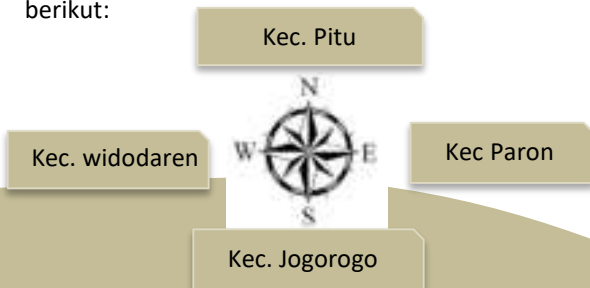 berikut:
Kec. Pitu
N
Kec. widodaren
W
E
Kec Paron
S
Kec. Jogorogo